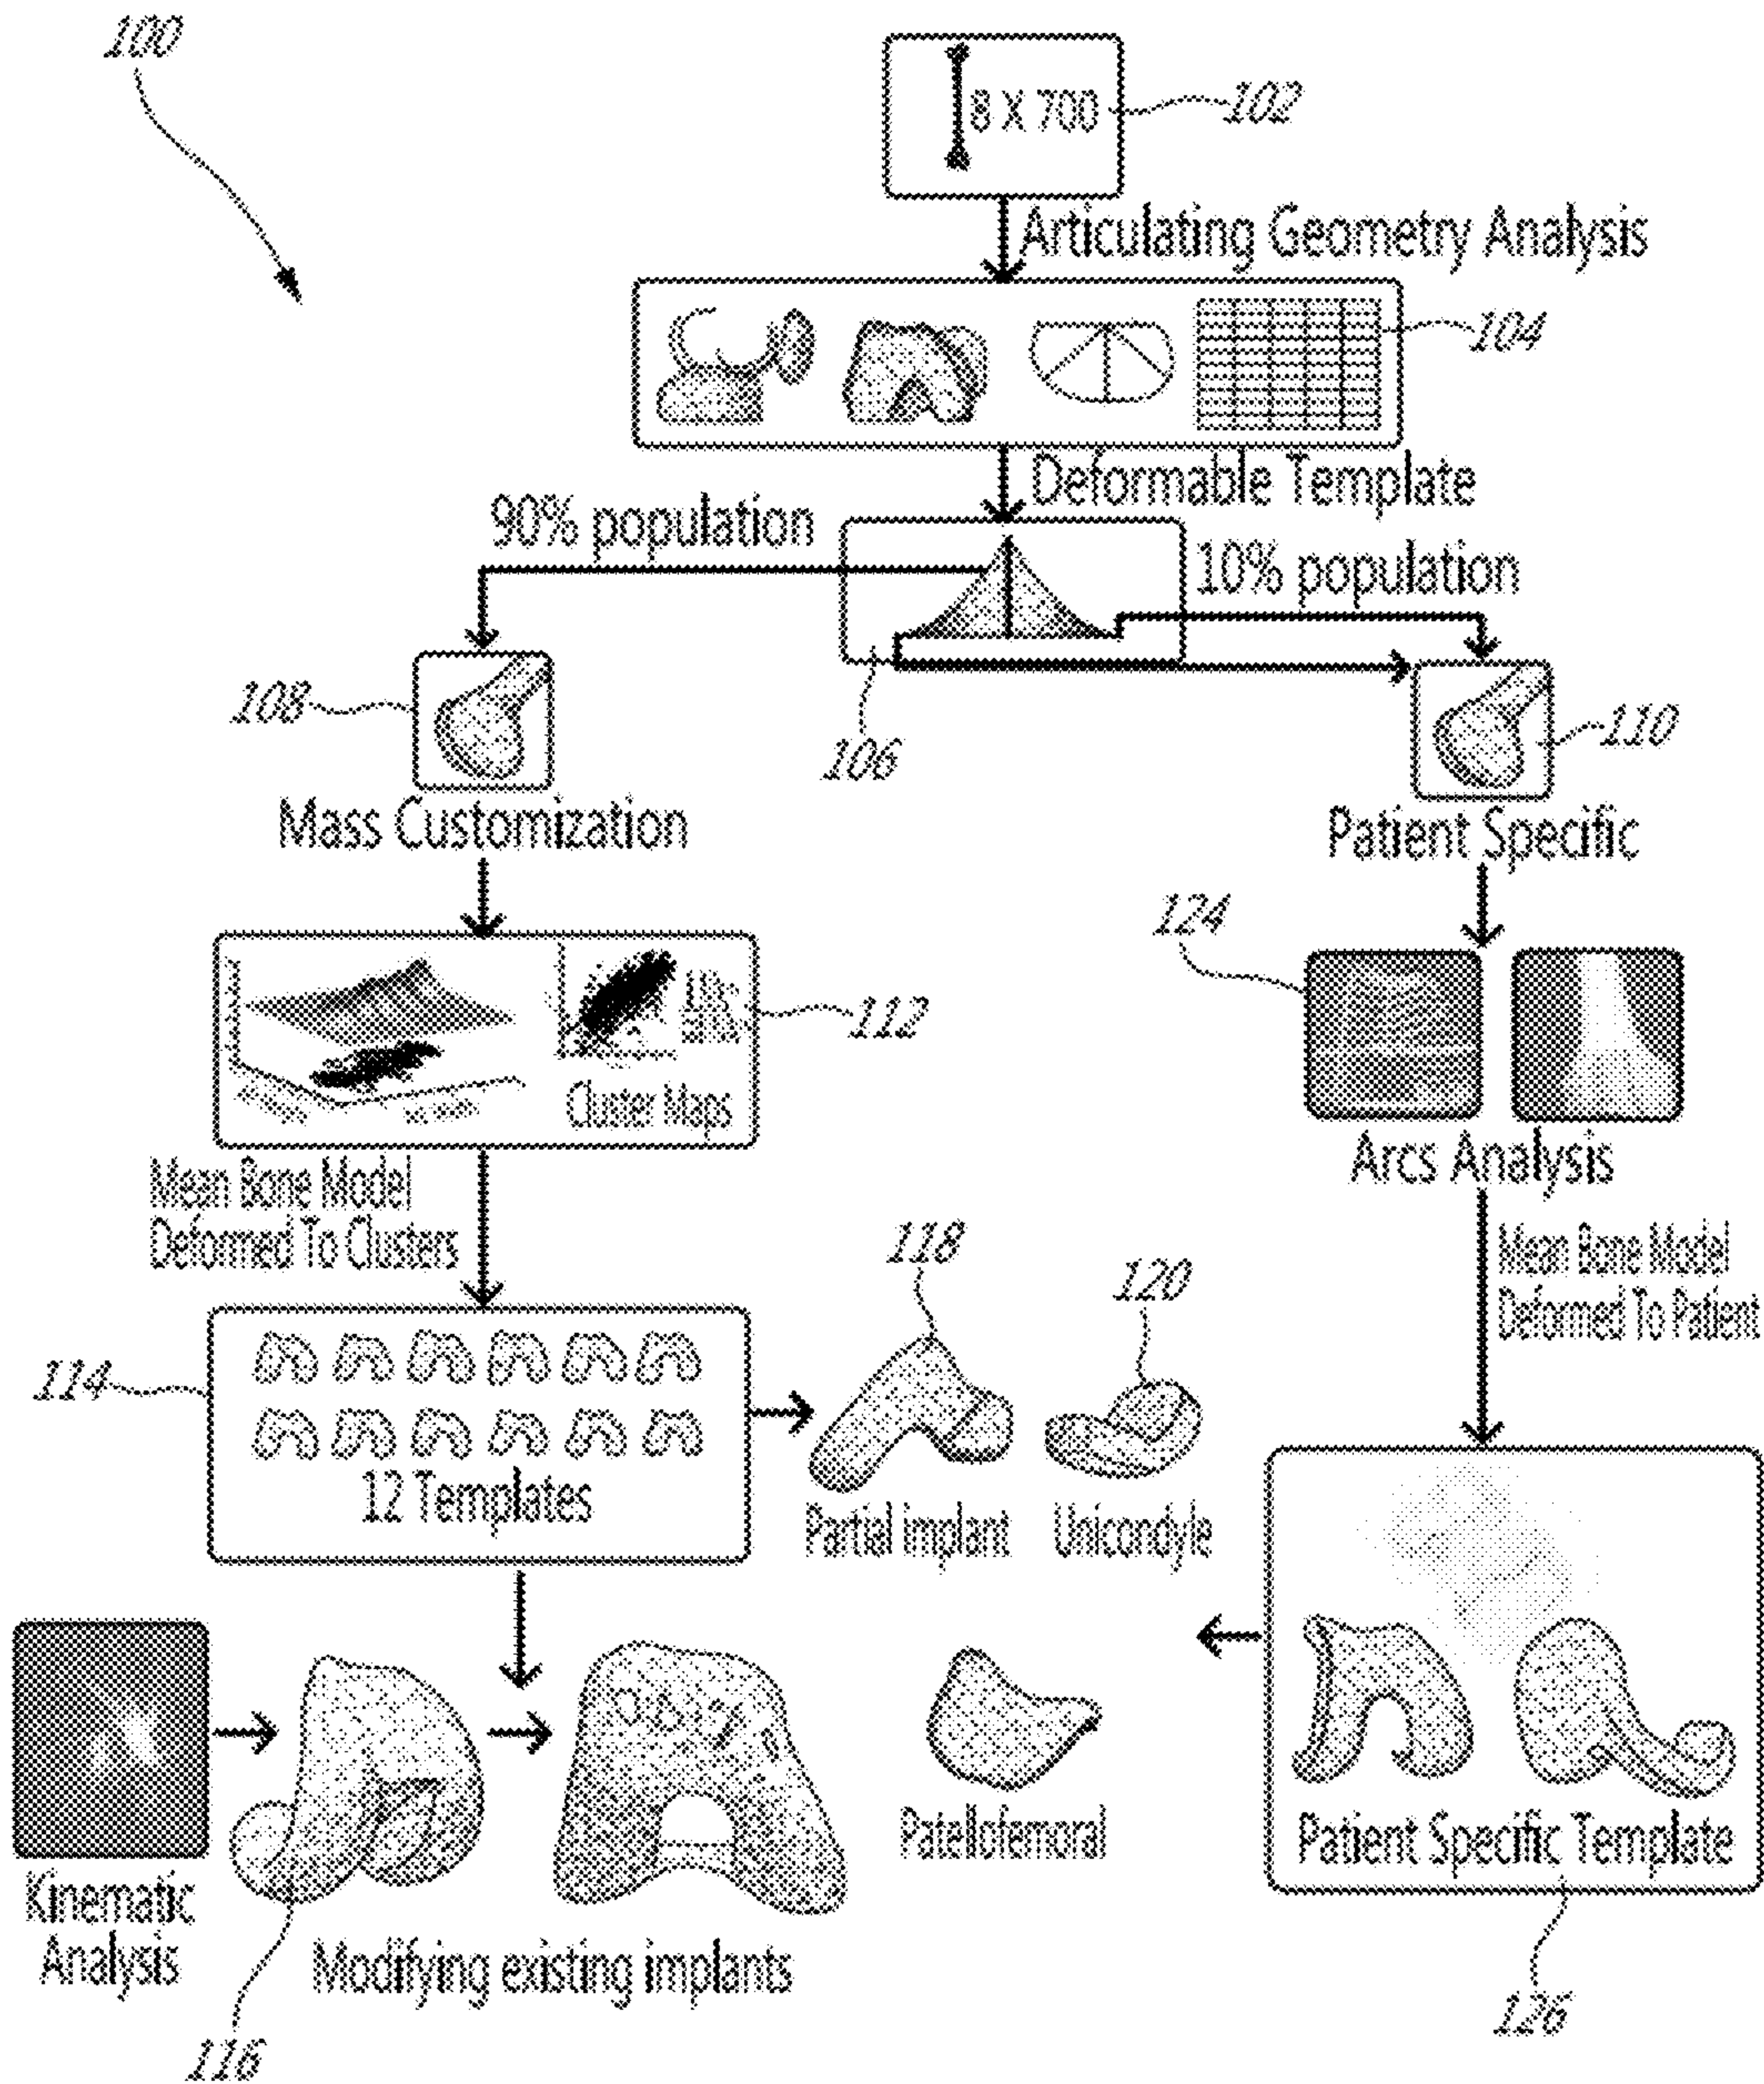 100
8 X 700
102
Articulating Geometry Analysis
104
Deformable Template
90% population
10% population
108
106
110
Mass Customization
Patient Specific
124
112
Cluster Maps
Arcs Analysis
Mean Bone Model
Deformed To Clusters
118
120
Mean Bone Model
Deformed To Patient
114
12 Templates
Partial implant
Unicondyle
Patellofemoral
Patient Specific Template
Kinematic
Analysis
Modifying existing implants
116
126